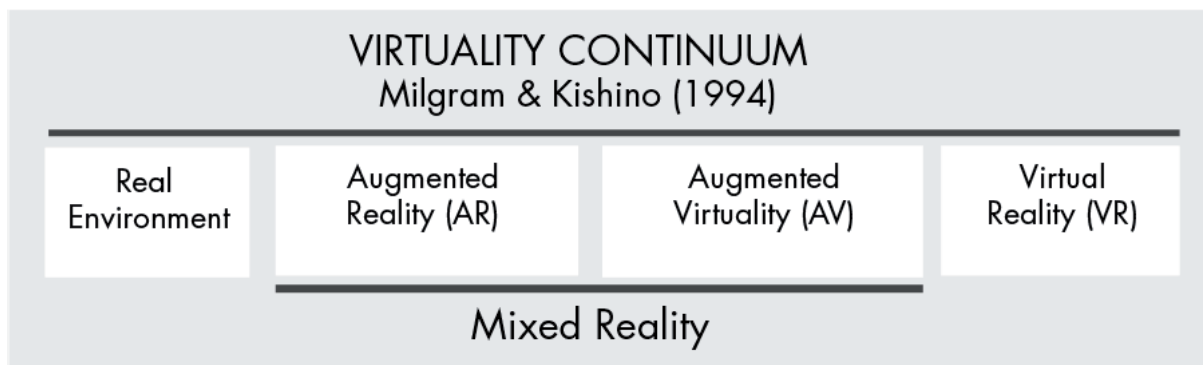 VIRTUALITY CONTINUUM
Milgram & Kishino (1994)
Real
Environment
Augmented
Reality (AR)
Augmented
Virtuality (AV)
Virtual
Reality (VR)
Mixed Reality